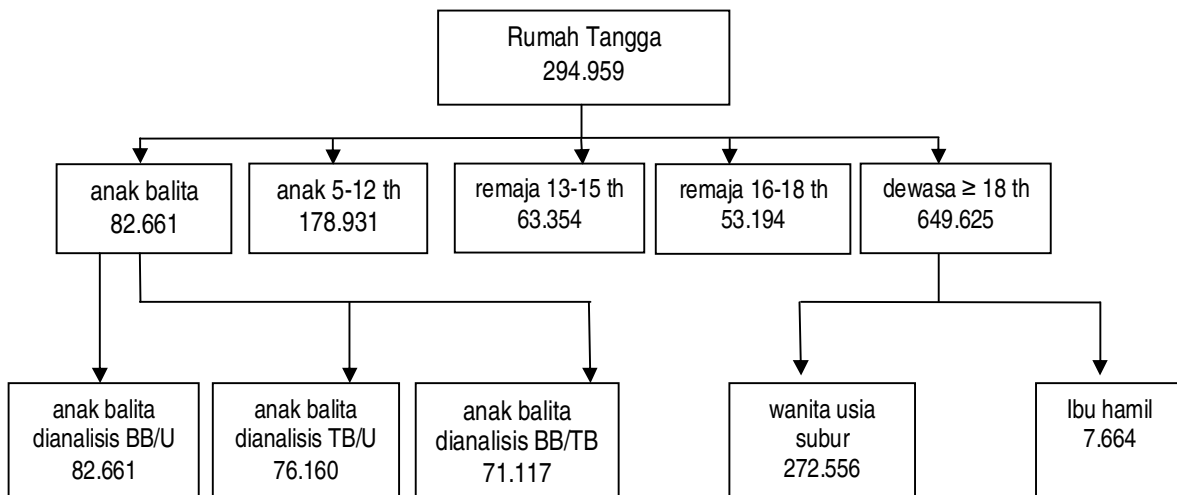 Rumah Tangga
294.959
anak balita
82.661
anak 5-12 th
178.931
remaja 13-15 th
63.354
remaja 16-18 th
53.194
dewasa ≥ 18 th
649.625
anak balita
dianalisis BB/U
82.661
anak balita
dianalisis TB/U
76.160
anak balita
dianalisis BB/TB
71.117
wanita usia
subur
272.556
Ibu hamil
7.664